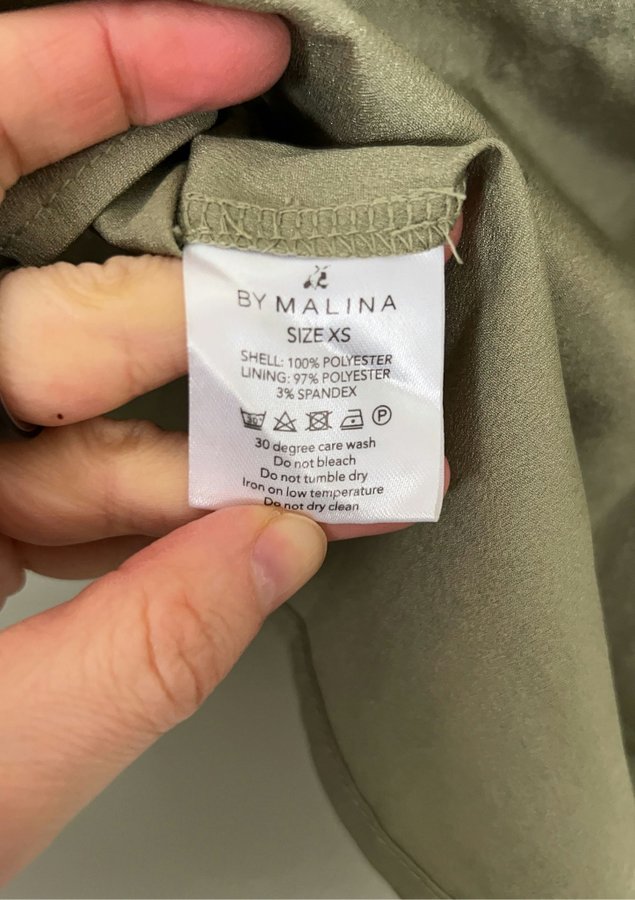 BY MALINA
SIZE XS
SHELL: 100% POLYESTER
LINING: 97% POLYESTER
3% SPANDEX
30 P
30 degree care wash
Do not bleach
Do not tumble dry
Iron on low temperature
Do not dry clean